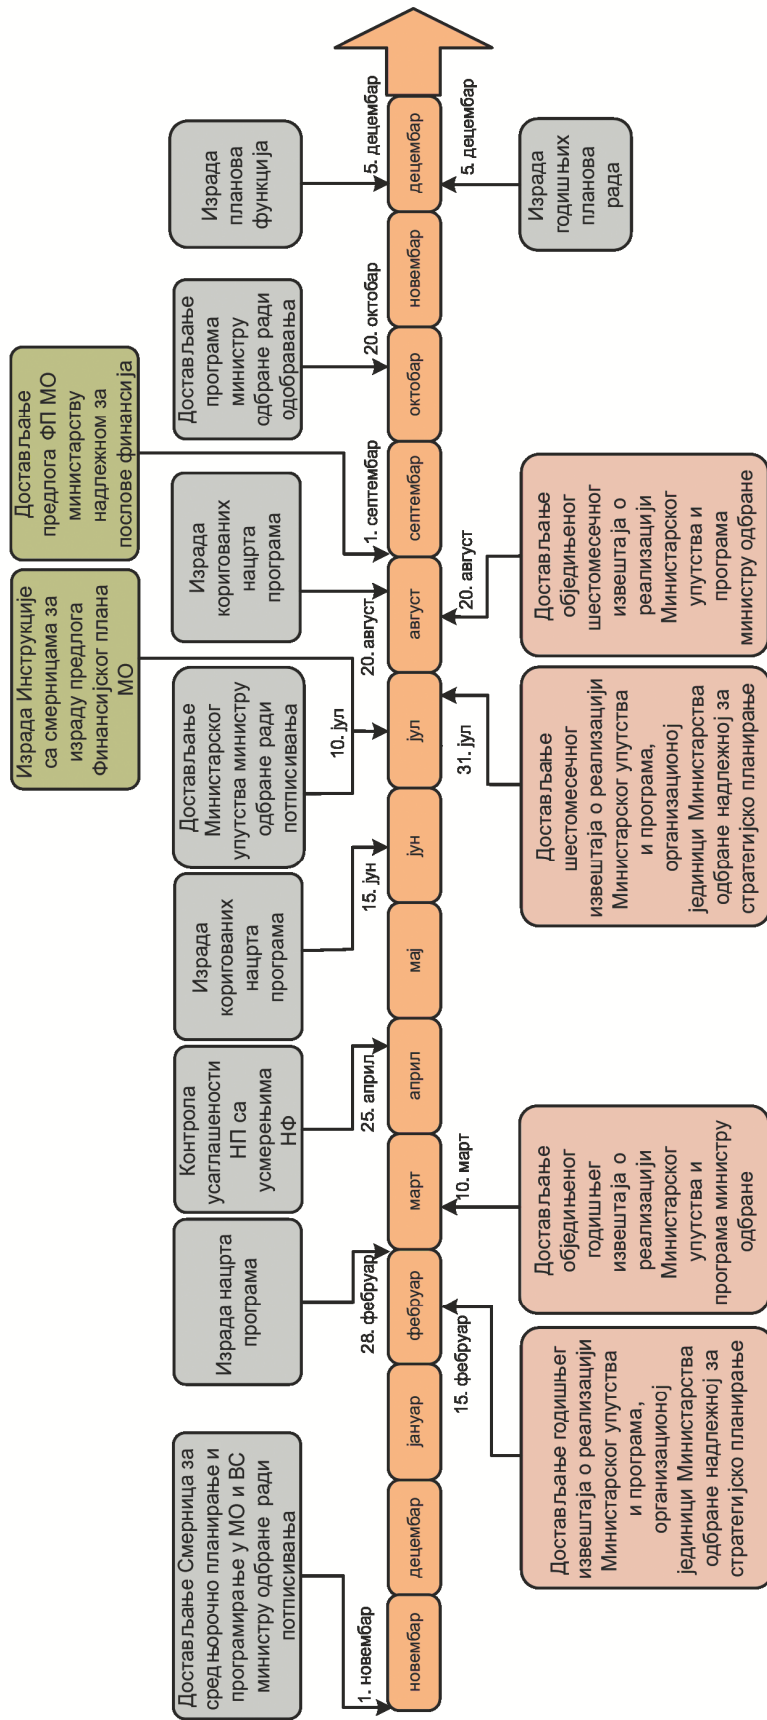 Израда Инструкције
са смерницама за
израду предлога
Финансијског плана
МО
Достављање
предлога ФП МО
министарству
надлежном за
послове финансија
Достављање Смерница за
средњорочно планирање и
програмирање у МО и ВС
министру одбране ради
потписивања
Израда нацрта
програма
Контрола
усаглашености
НП са
усмерењима
НФ
Израда
коригованих
нацрта
програма
Достављање
Министарског
упутства министру
одбране ради
потписивања
Израда
коригованих
нацрта
програма
Достављање
програма
министру
одбране ради
одобравања
Израда
планова
функција
1. новембар
28. фебруар
25. април
15. јун
10. јул
20. август
1. септембар
20. октобар
5. децембар
новембар
децембар
јануар
фебруар
март
април
мај
јун
јул
август
септембар
октобар
новембар
децембар
15. фебруар
10. март
31. јул
20. август
5. децембар
Достављање годишњег
извештаја о реализацији
Министарског упутства
и програма,
организационој
јединици Министарства
одбране надлежној за
стратегијско планирање
Достављање
обједињеног
годишњег
извештаја о
реализацији
Министарског
упутства и
програма министру
одбране
Достављање
шестомесечног
извештаја о реализацији
Министарског упутства
и програма,
организационој
јединици Министарства
одбране надлежној за
стратегијско планирање
Достављање
обједињеног
шестомесечног
извештаја о
реализацији
Министарског
упутства и
програма
министру одбране
Израда
годишњих
планова
рада